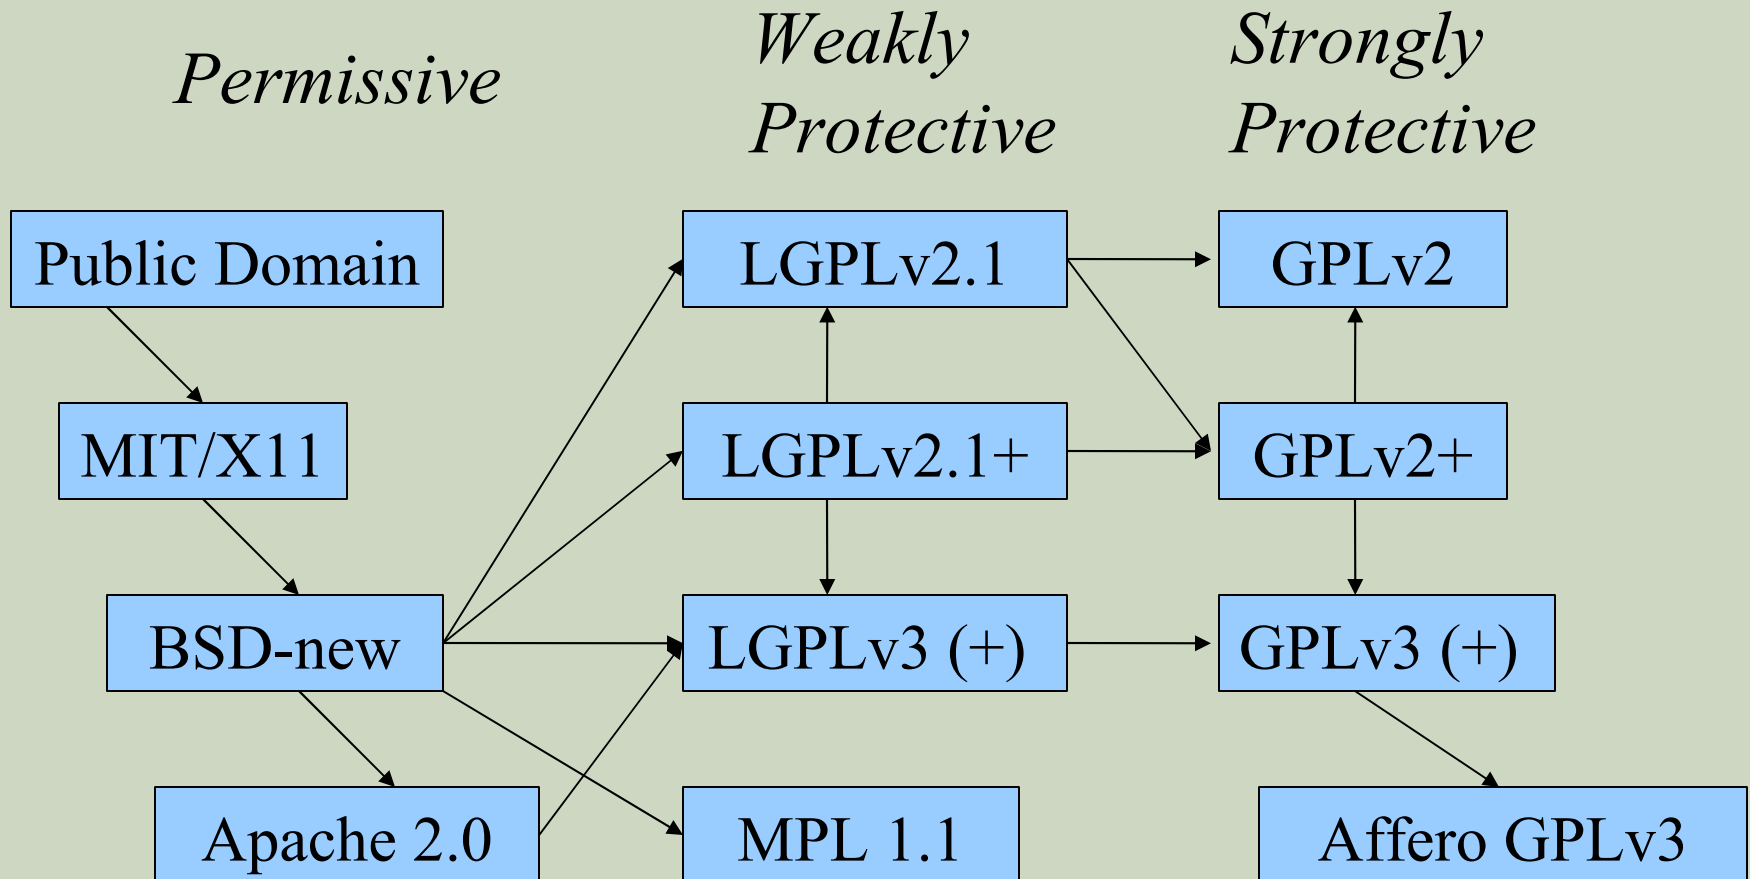 Permissive
Weakly
Protective
Strongly
Protective
Public Domain
LGPLv2.1
GPLv2
MIT/X11
LGPLv2.1+
GPLv2+
BSD-new
LGPLv3 (+)
GPLv3 (+)
Apache 2.0
MPL 1.1
Affero GPLv3